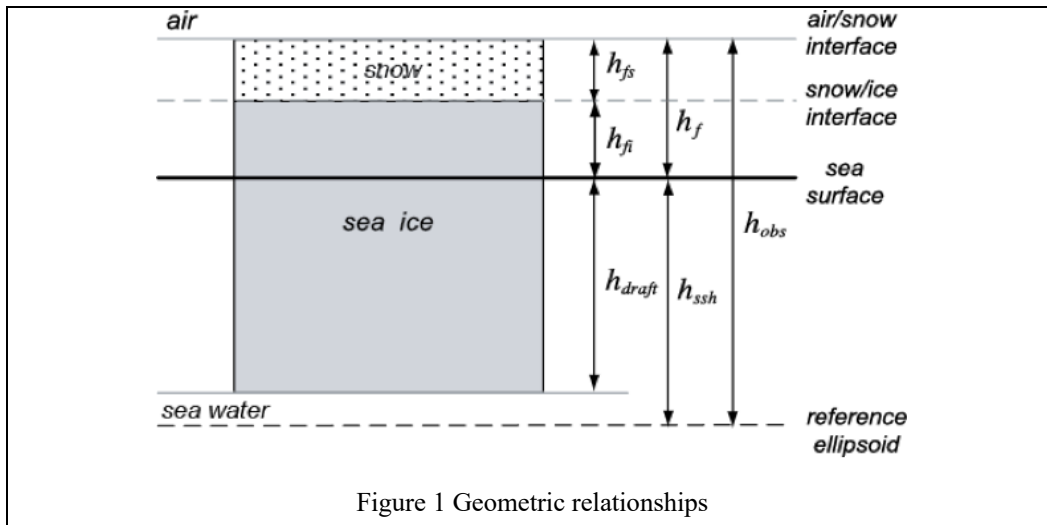 air
air/snow
interface
snow
h_fs
snow/ice
interface
h_f
h_fi
sea
surface
sea ice
h_obs
h_draft
h_ssh
sea water
reference
ellipsoid
Figure 1 Geometric relationships